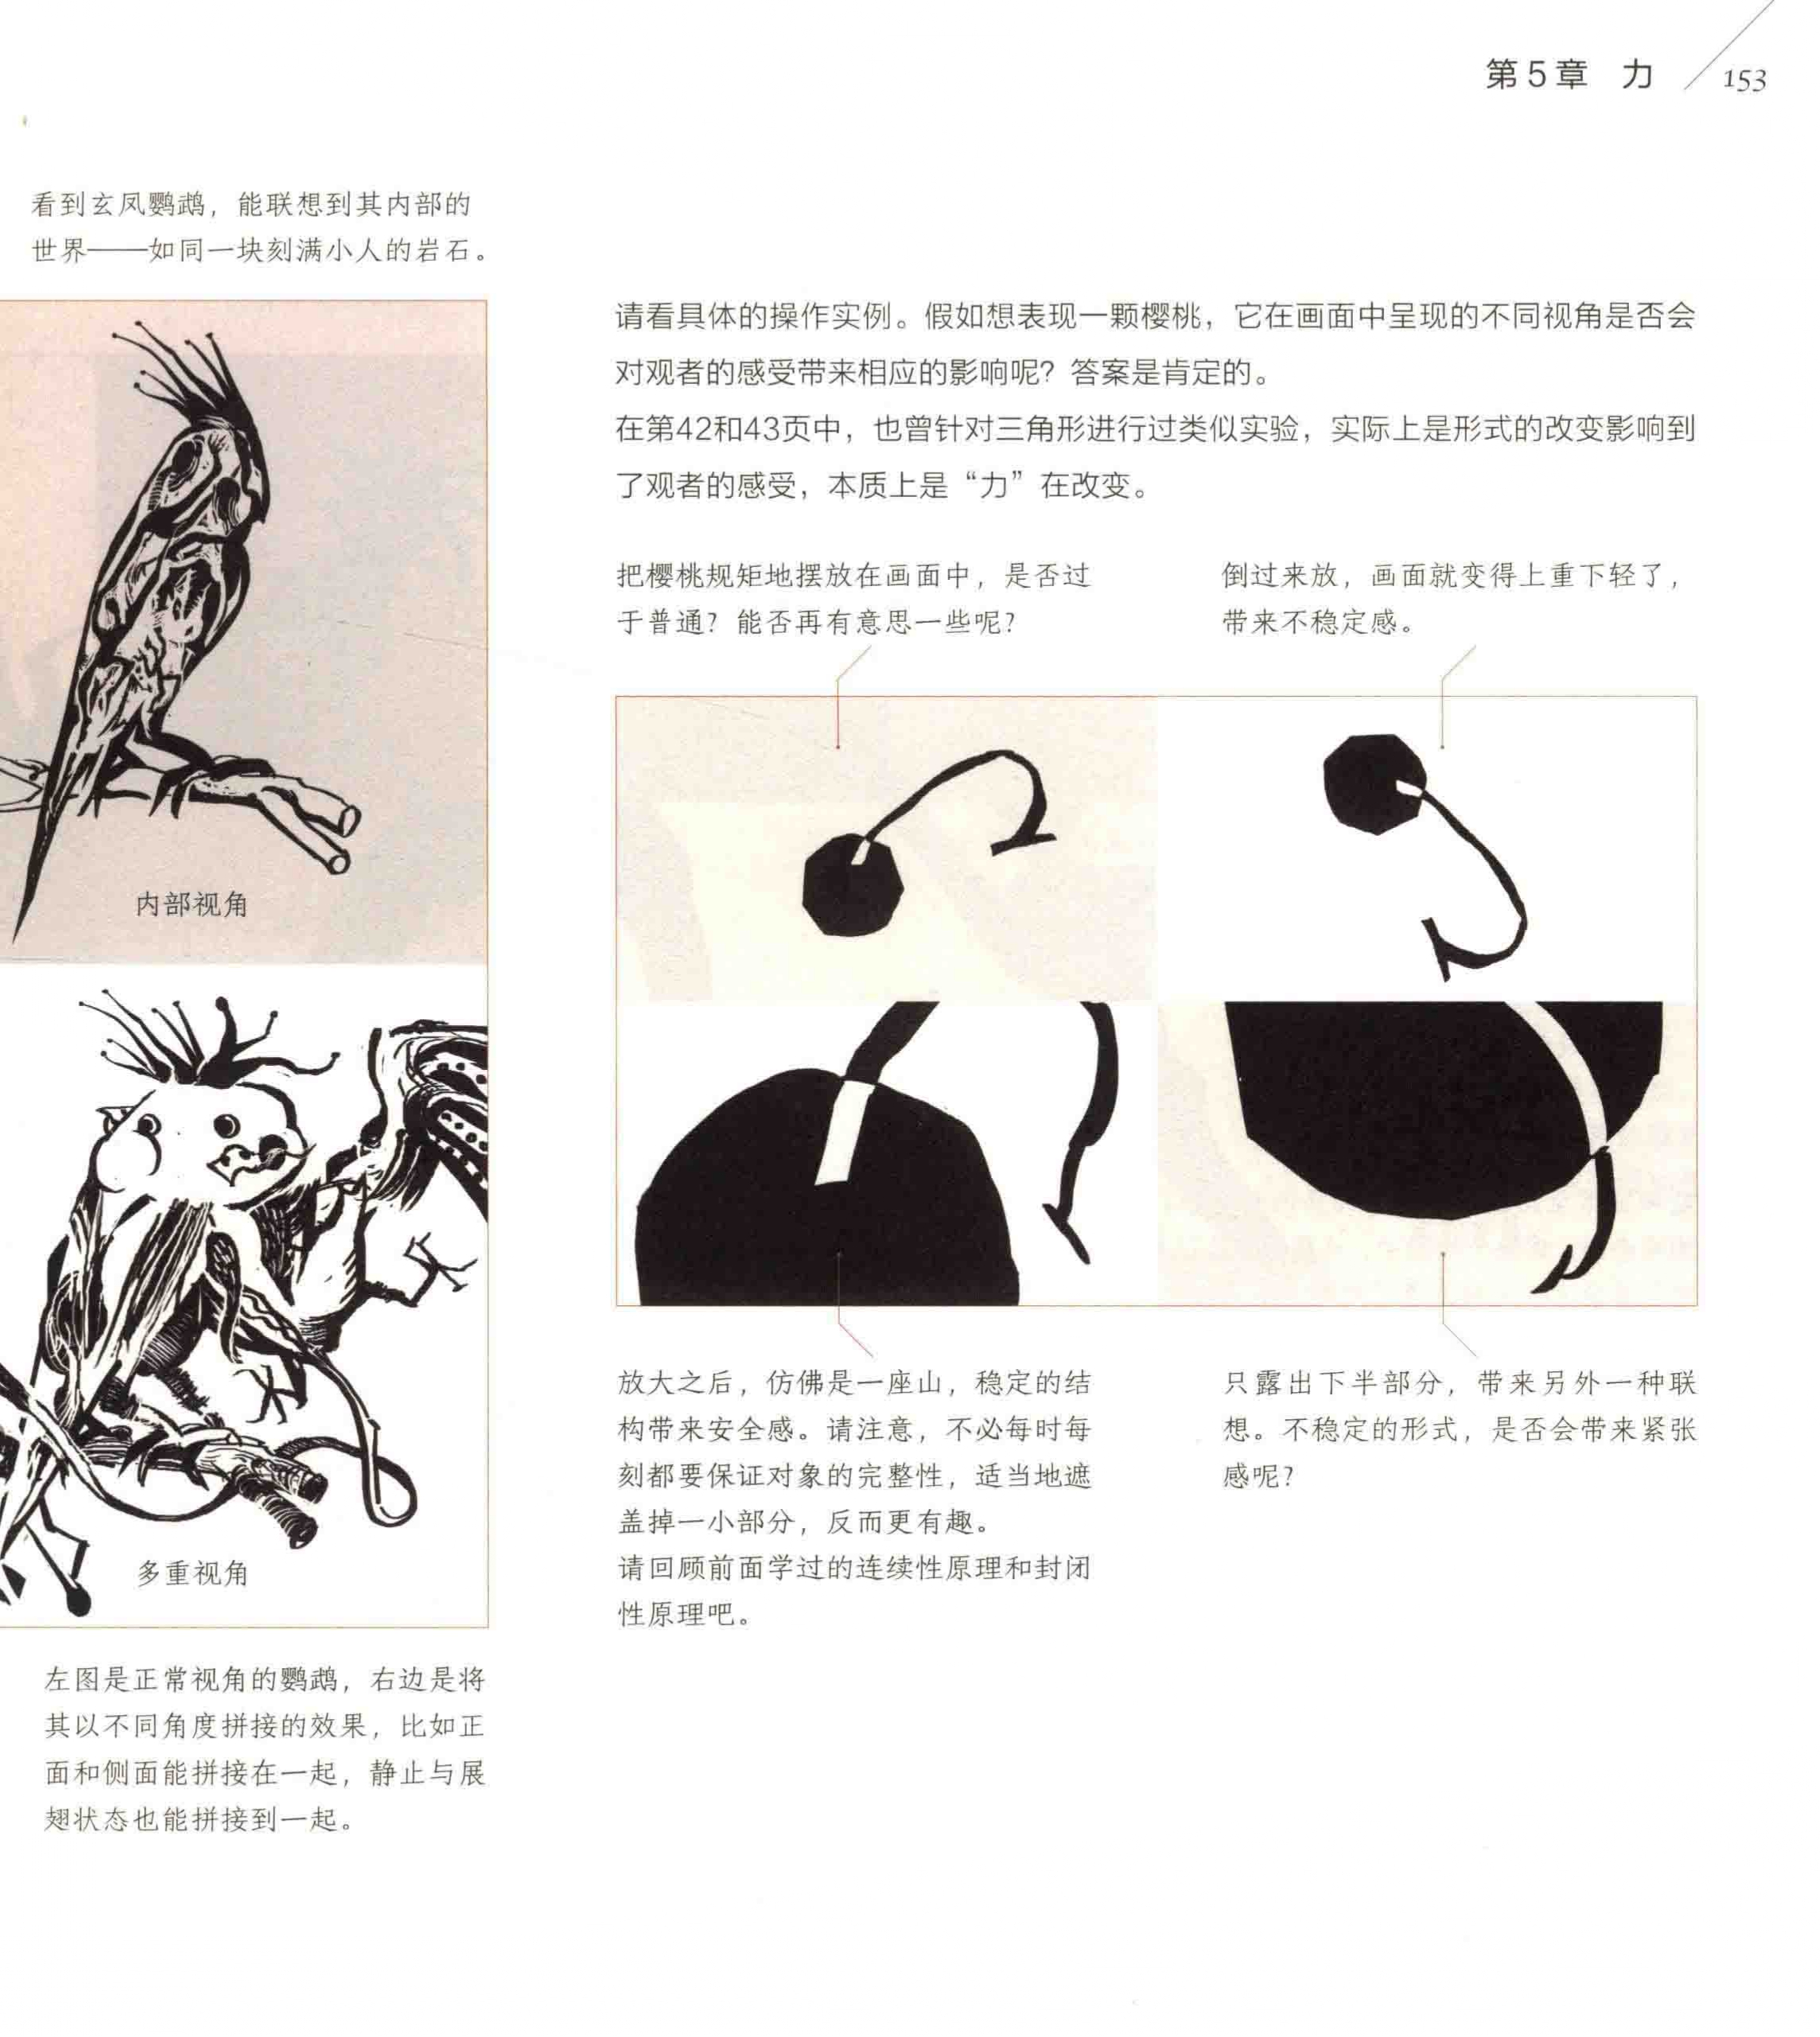 第5章 力 153
看到玄凤鹦鹉，能联想到其内部的
世界——如同一块刻满小人的岩石。
内部视角
多重视角
左图是正常视角的鹦鹉，右边是将
其以不同角度拼接的效果，比如正
面和侧面能拼接在一起，静止与展
翅状态也能拼接到一起。
请看具体的操作实例。假如想表现一颗樱桃，它在画面中呈现的不同视角是否会
对观者的感受带来相应的影响呢？答案是肯定的。
在第42和43页中，也曾针对三角形进行过类似实验，实际上是形式的改变影响到
了观者的感受，本质上是“力”在改变。
把樱桃规矩地摆放在画面中，是否过
于普通？能否再有意思一些呢？
倒过来放，画面就变得上重下轻了，
带来不稳定感。
放大之后，仿佛是一座山，稳定的结
构带来安全感。请注意，不必每时每
刻都要保证对象的完整性，适当地遮
盖掉一小部分，反而更有趣。
请回顾前面学过的连续性原理和封闭
性原理吧。
只露出下半部分，带来另外一种联
想。不稳定的形式，是否会带来紧张
感呢？